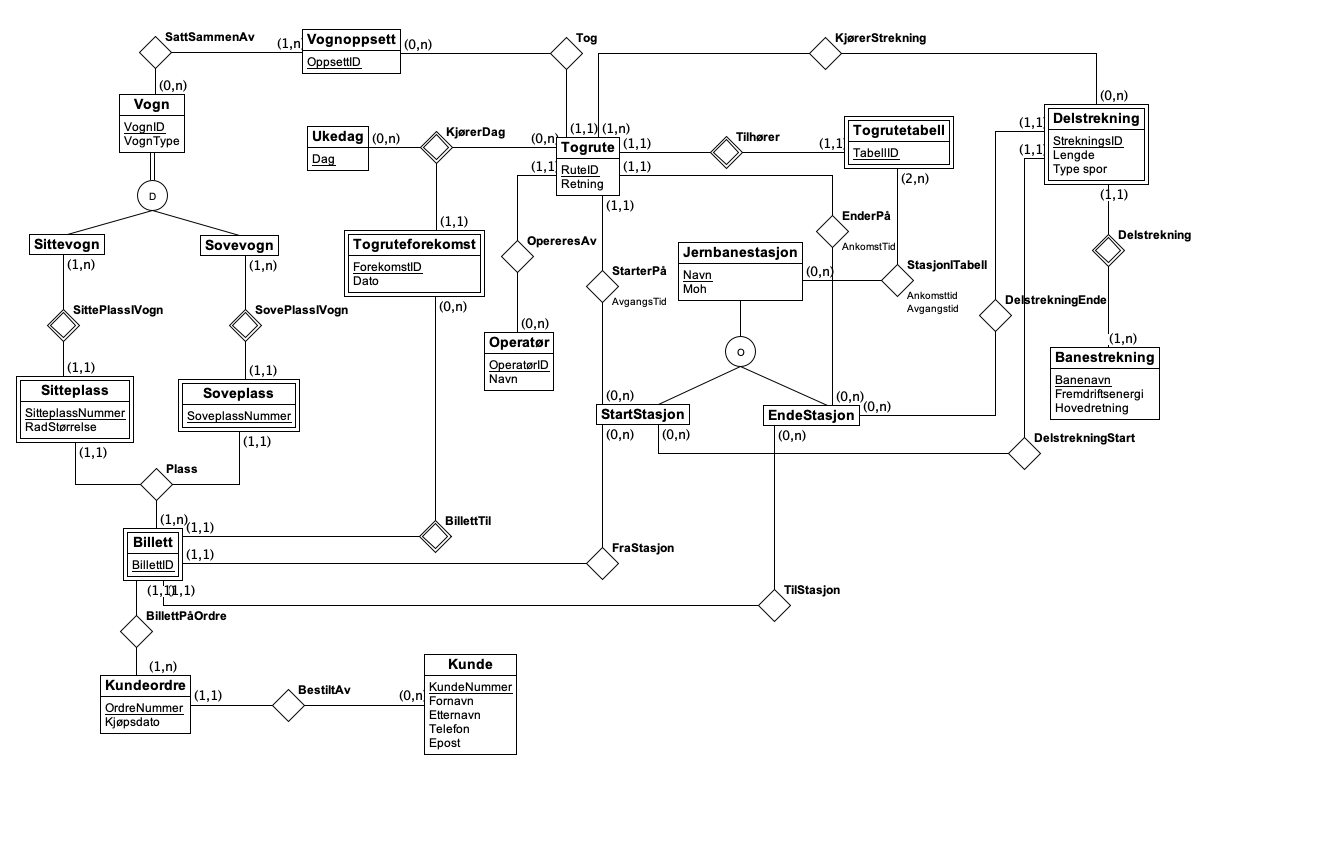 SattSammenAv
(1,n)
Vognoppsett
OppsettID
(0,n)
Tog
KjørerStrekning
(0,n)
Vogn
VognID
VognType
D
Ukedag
Dag
(0,n)
KjørerDag
(0,n)
(1,1)
(1,n)
Togrute
RuteID
Retning
(1,1)
(1,1)
(1,1)
(1,1)
Tilhører
(1,1)
Togrutetabell
TabellID
(2,n)
(0,n)
Delstrekning
StrekningsID
Lengde
Type spor
(1,1)
(1,1)
(1,1)
Delstrekning
(1,n)
Banestrekning
Banenavn
Fremdriftsenergi
Hovedretning
Sittevogn
(1,n)
Sovevogn
(1,n)
SittePlassIVogn
SovePlassIVogn
(1,1)
(1,1)
Sitteplass
SitteplassNummer
RadStørrelse
(1,1)
Soveplass
SoveplassNummer
(1,1)
(1,1)
Togruteforekomst
ForekomstID
Dato
(0,n)
OpereresAv
(0,n)
Operatør
OperatørID
Navn
StarterPå
AvgangsTid
EnderPå
AnkomstTid
Jernbanestasjon
Navn
Moh
(0,n)
StasjonITabell
Ankomsttid
Avgangstid
DelstrekningEnde
O
(0,n)
StartStasjon
(0,n)
(0,n)
(0,n)
EndeStasjon
(0,n)
(0,n)
DelstrekningStart
Plass
(1,n)
(1,1)
Billett
BillettID
(1,1)
(1,1)
(1,1)
BillettTil
FraStasjon
TilStasjon
BillettPåOrdre
(1,n)
Kundeordre
OrdreNummer
Kjøpsdato
(1,1)
BestiltAv
(0,n)
Kunde
KundeNummer
Fornavn
Etternavn
Telefon
Epost